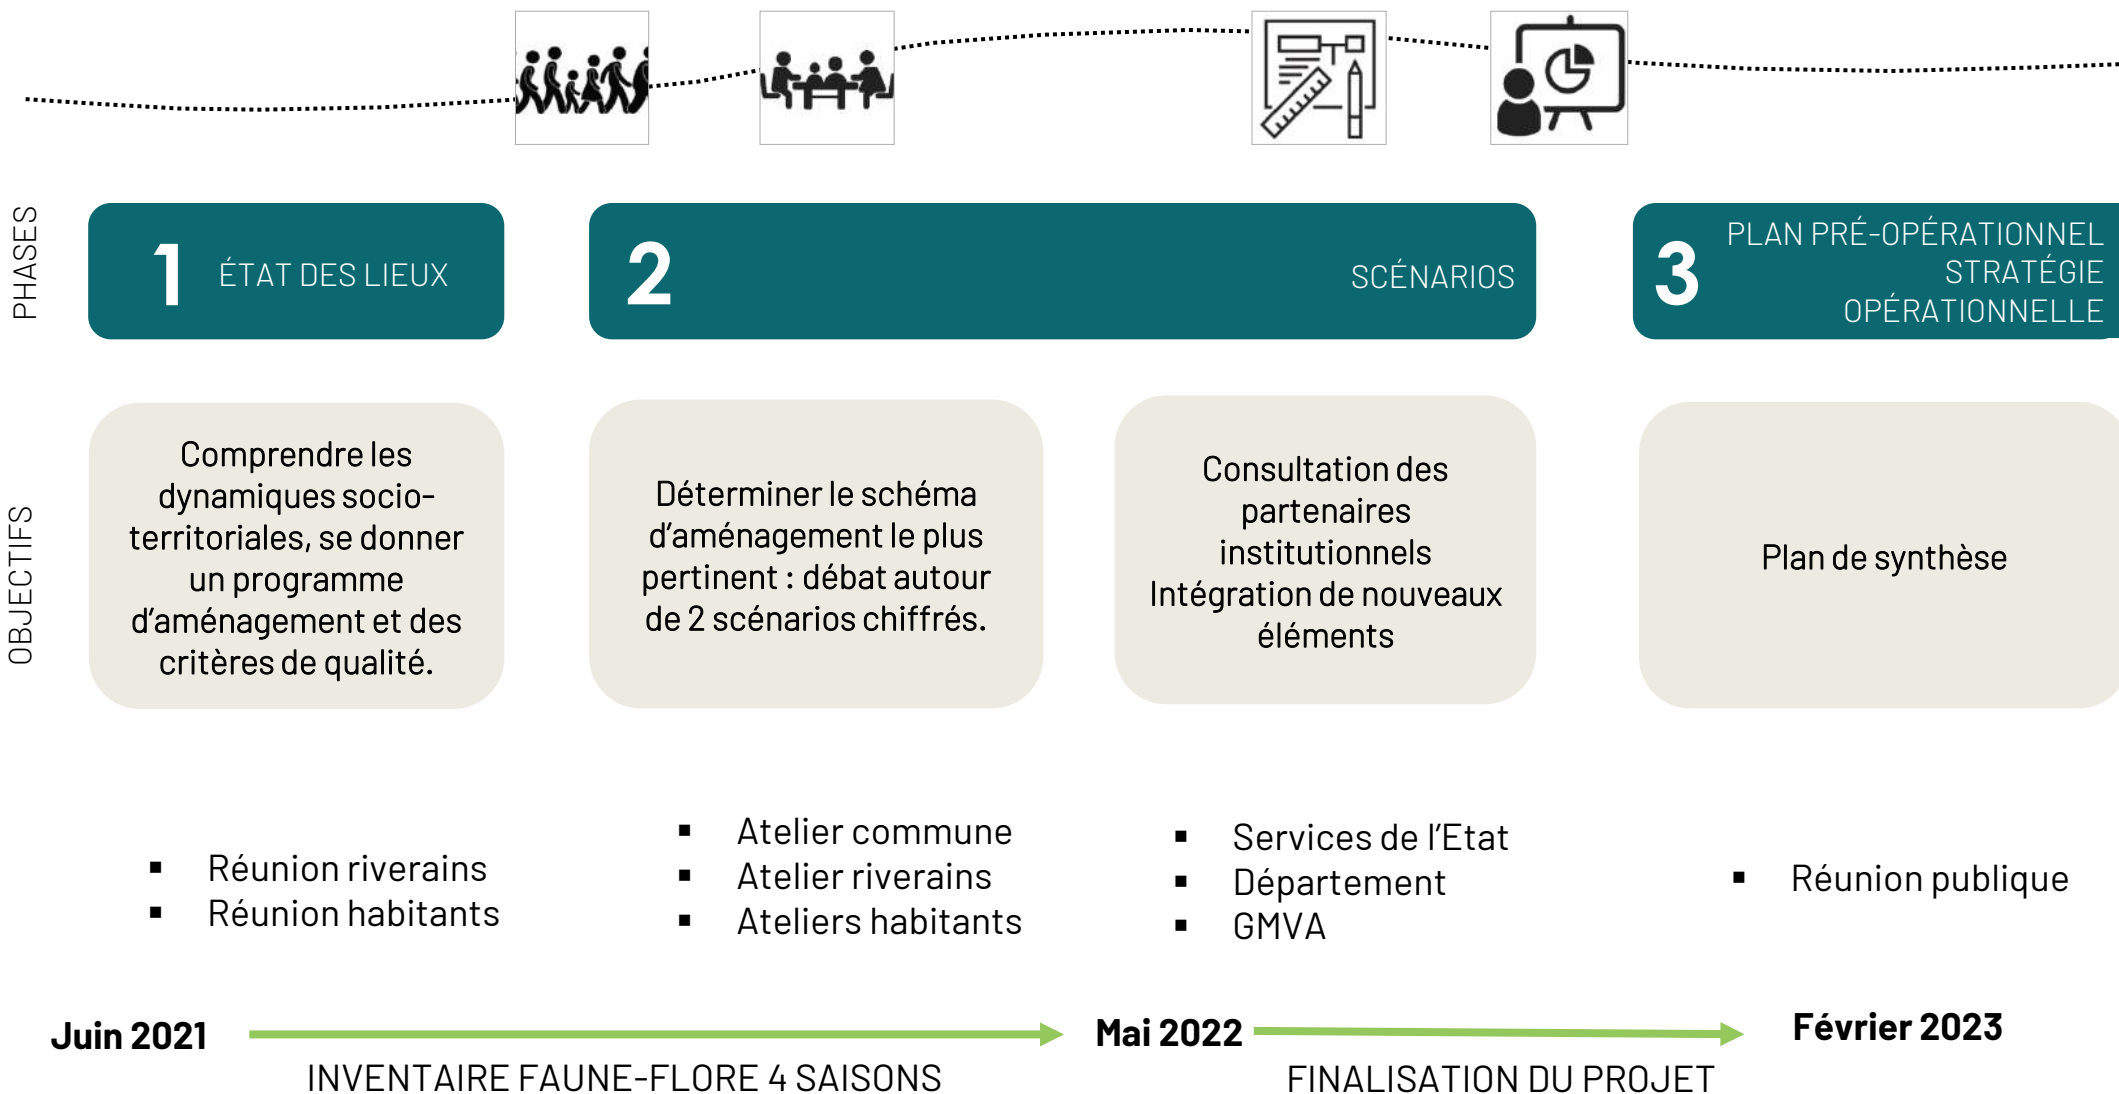 PHASES
1 ÉTAT DES LIEUX
2 SCÉNARIOS
3 PLAN PRÉ-OPÉRATIONNEL
STRATÉGIE
OPÉRATIONNELLE
OBJECTIFS
Comprendre les
dynamiques socio-
territoriales, se donner
un programme
d’aménagement et des
critères de qualité.
Déterminer le schéma
d’aménagement le plus
pertinent : débat autour
de 2 scénarios chiffrés.
Consultation des
partenaires
institutionnels
Intégration de nouveaux
éléments
Plan de synthèse
▪ Réunion riverains
▪ Réunion habitants
▪ Atelier commune
▪ Atelier riverains
▪ Ateliers habitants
▪ Services de l’Etat
▪ Département
▪ GMVA
▪ Réunion publique
Juin 2021
Mai 2022
Février 2023
INVENTAIRE FAUNE-FLORE 4 SAISONS
FINALISATION DU PROJET